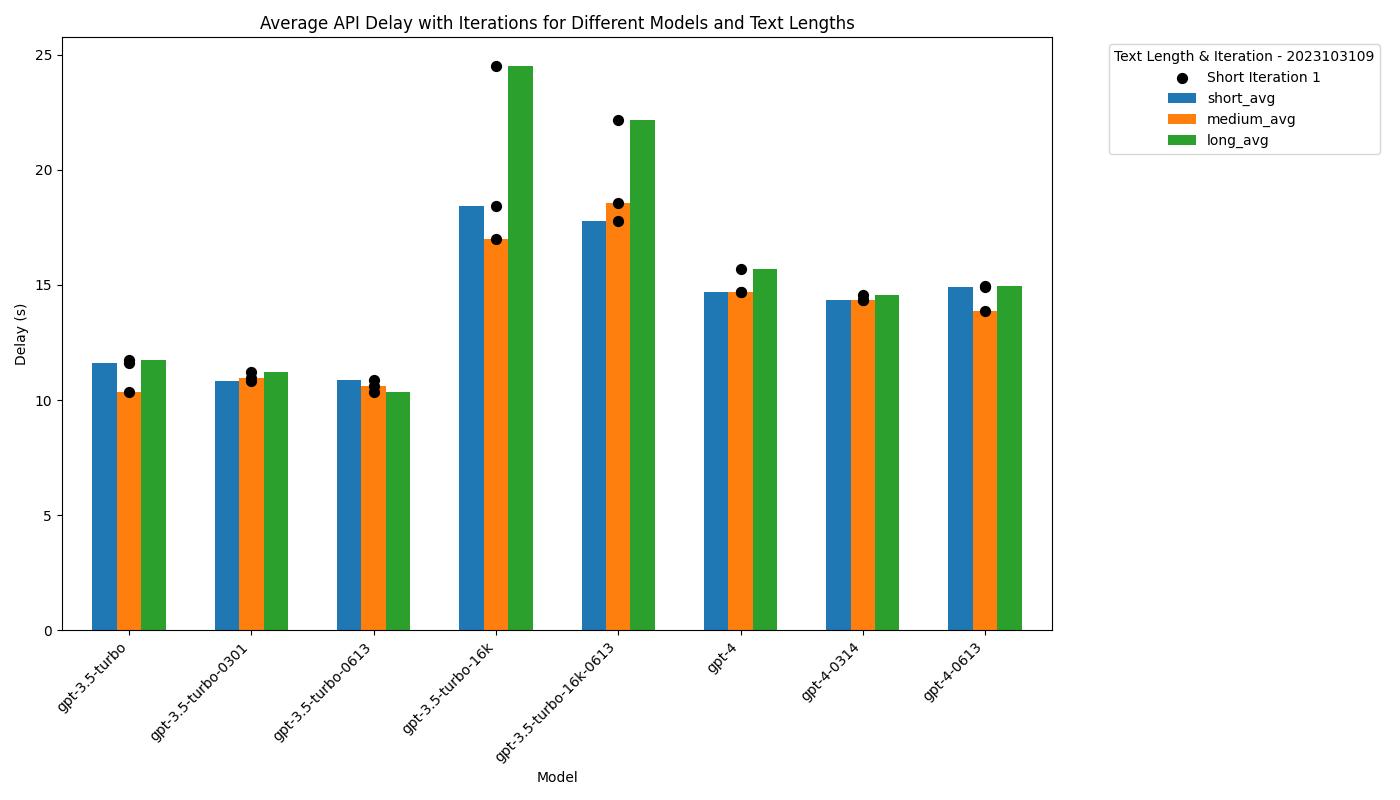 Average API Delay with Iterations for Different Models and Text Lengths
Text Length & Iteration - 2023103109
Short Iteration 1
short_avg
medium_avg
long_avg
Delay (s)
25
20
15
10
5
0
gpt-3.5-turbo
gpt-3.5-turbo-0301
gpt-3.5-turbo-0613
gpt-3.5-turbo-16k
gpt-3.5-turbo-16k-0613
gpt-4
gpt-4-0314
gpt-4-0613
Model